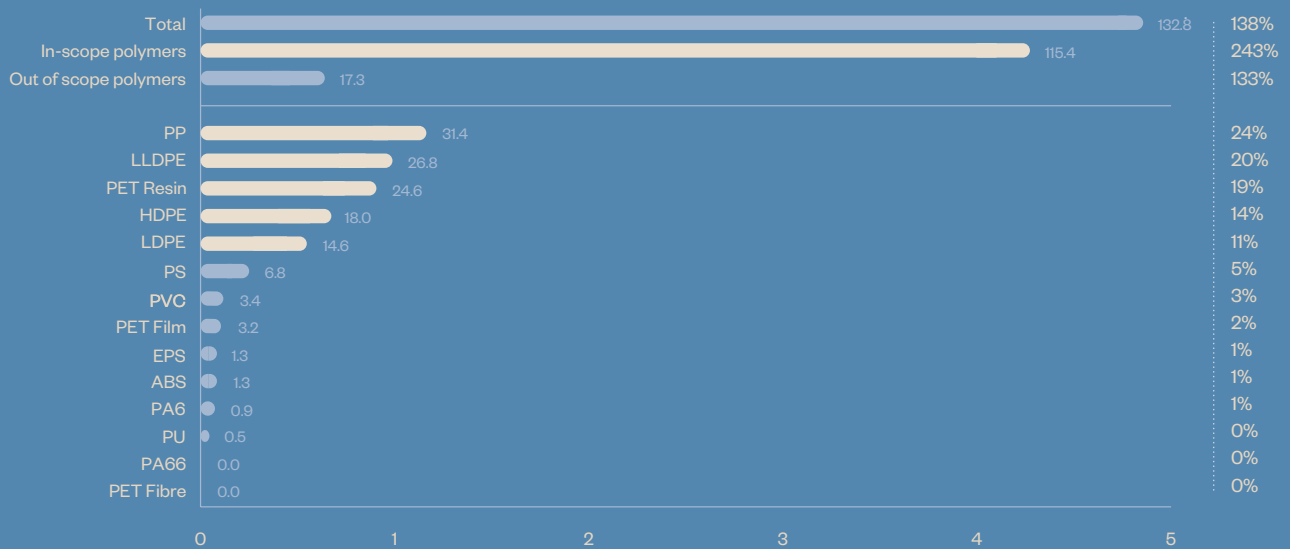 Total 132.8 138%
In-scope polymers 115.4 243%
Out of scope polymers 17.3 133%
PP 31.4 24%
LLDPE 26.8 20%
PET Resin 24.6 19%
HDPE 18.0 14%
LDPE 14.6 11%
PS 6.8 5%
PVC 3.4 3%
PET Film 3.2 2%
EPS 1.3 1%
ABS 1.3 1%
PA6 0.9 1%
PU 0.5 0%
PA66 0.0 0%
PET Fibre 0.0 0%
0 1 2 3 4 5